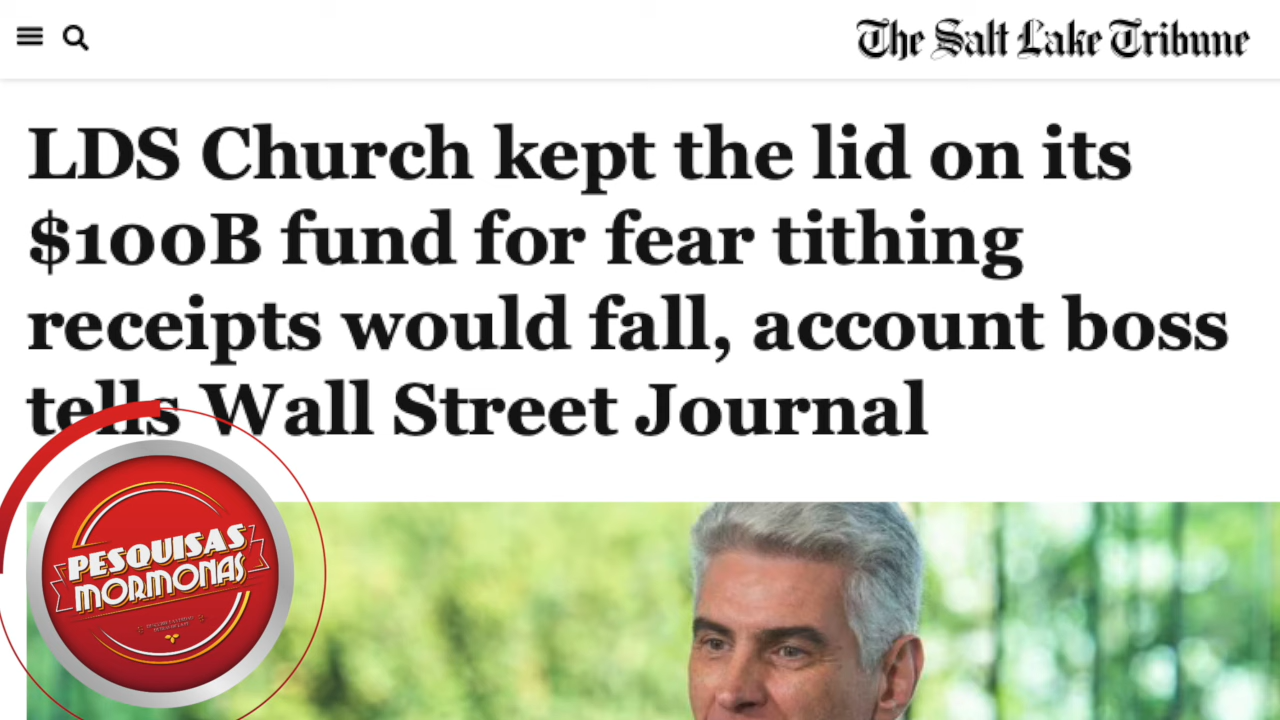 The Salt Lake Tribune
LDS Church kept the lid on its
$100B fund for fear tithing
receipts would fall, account boss
tells Wall Street Journal
PESQUISAS
MORMONAS